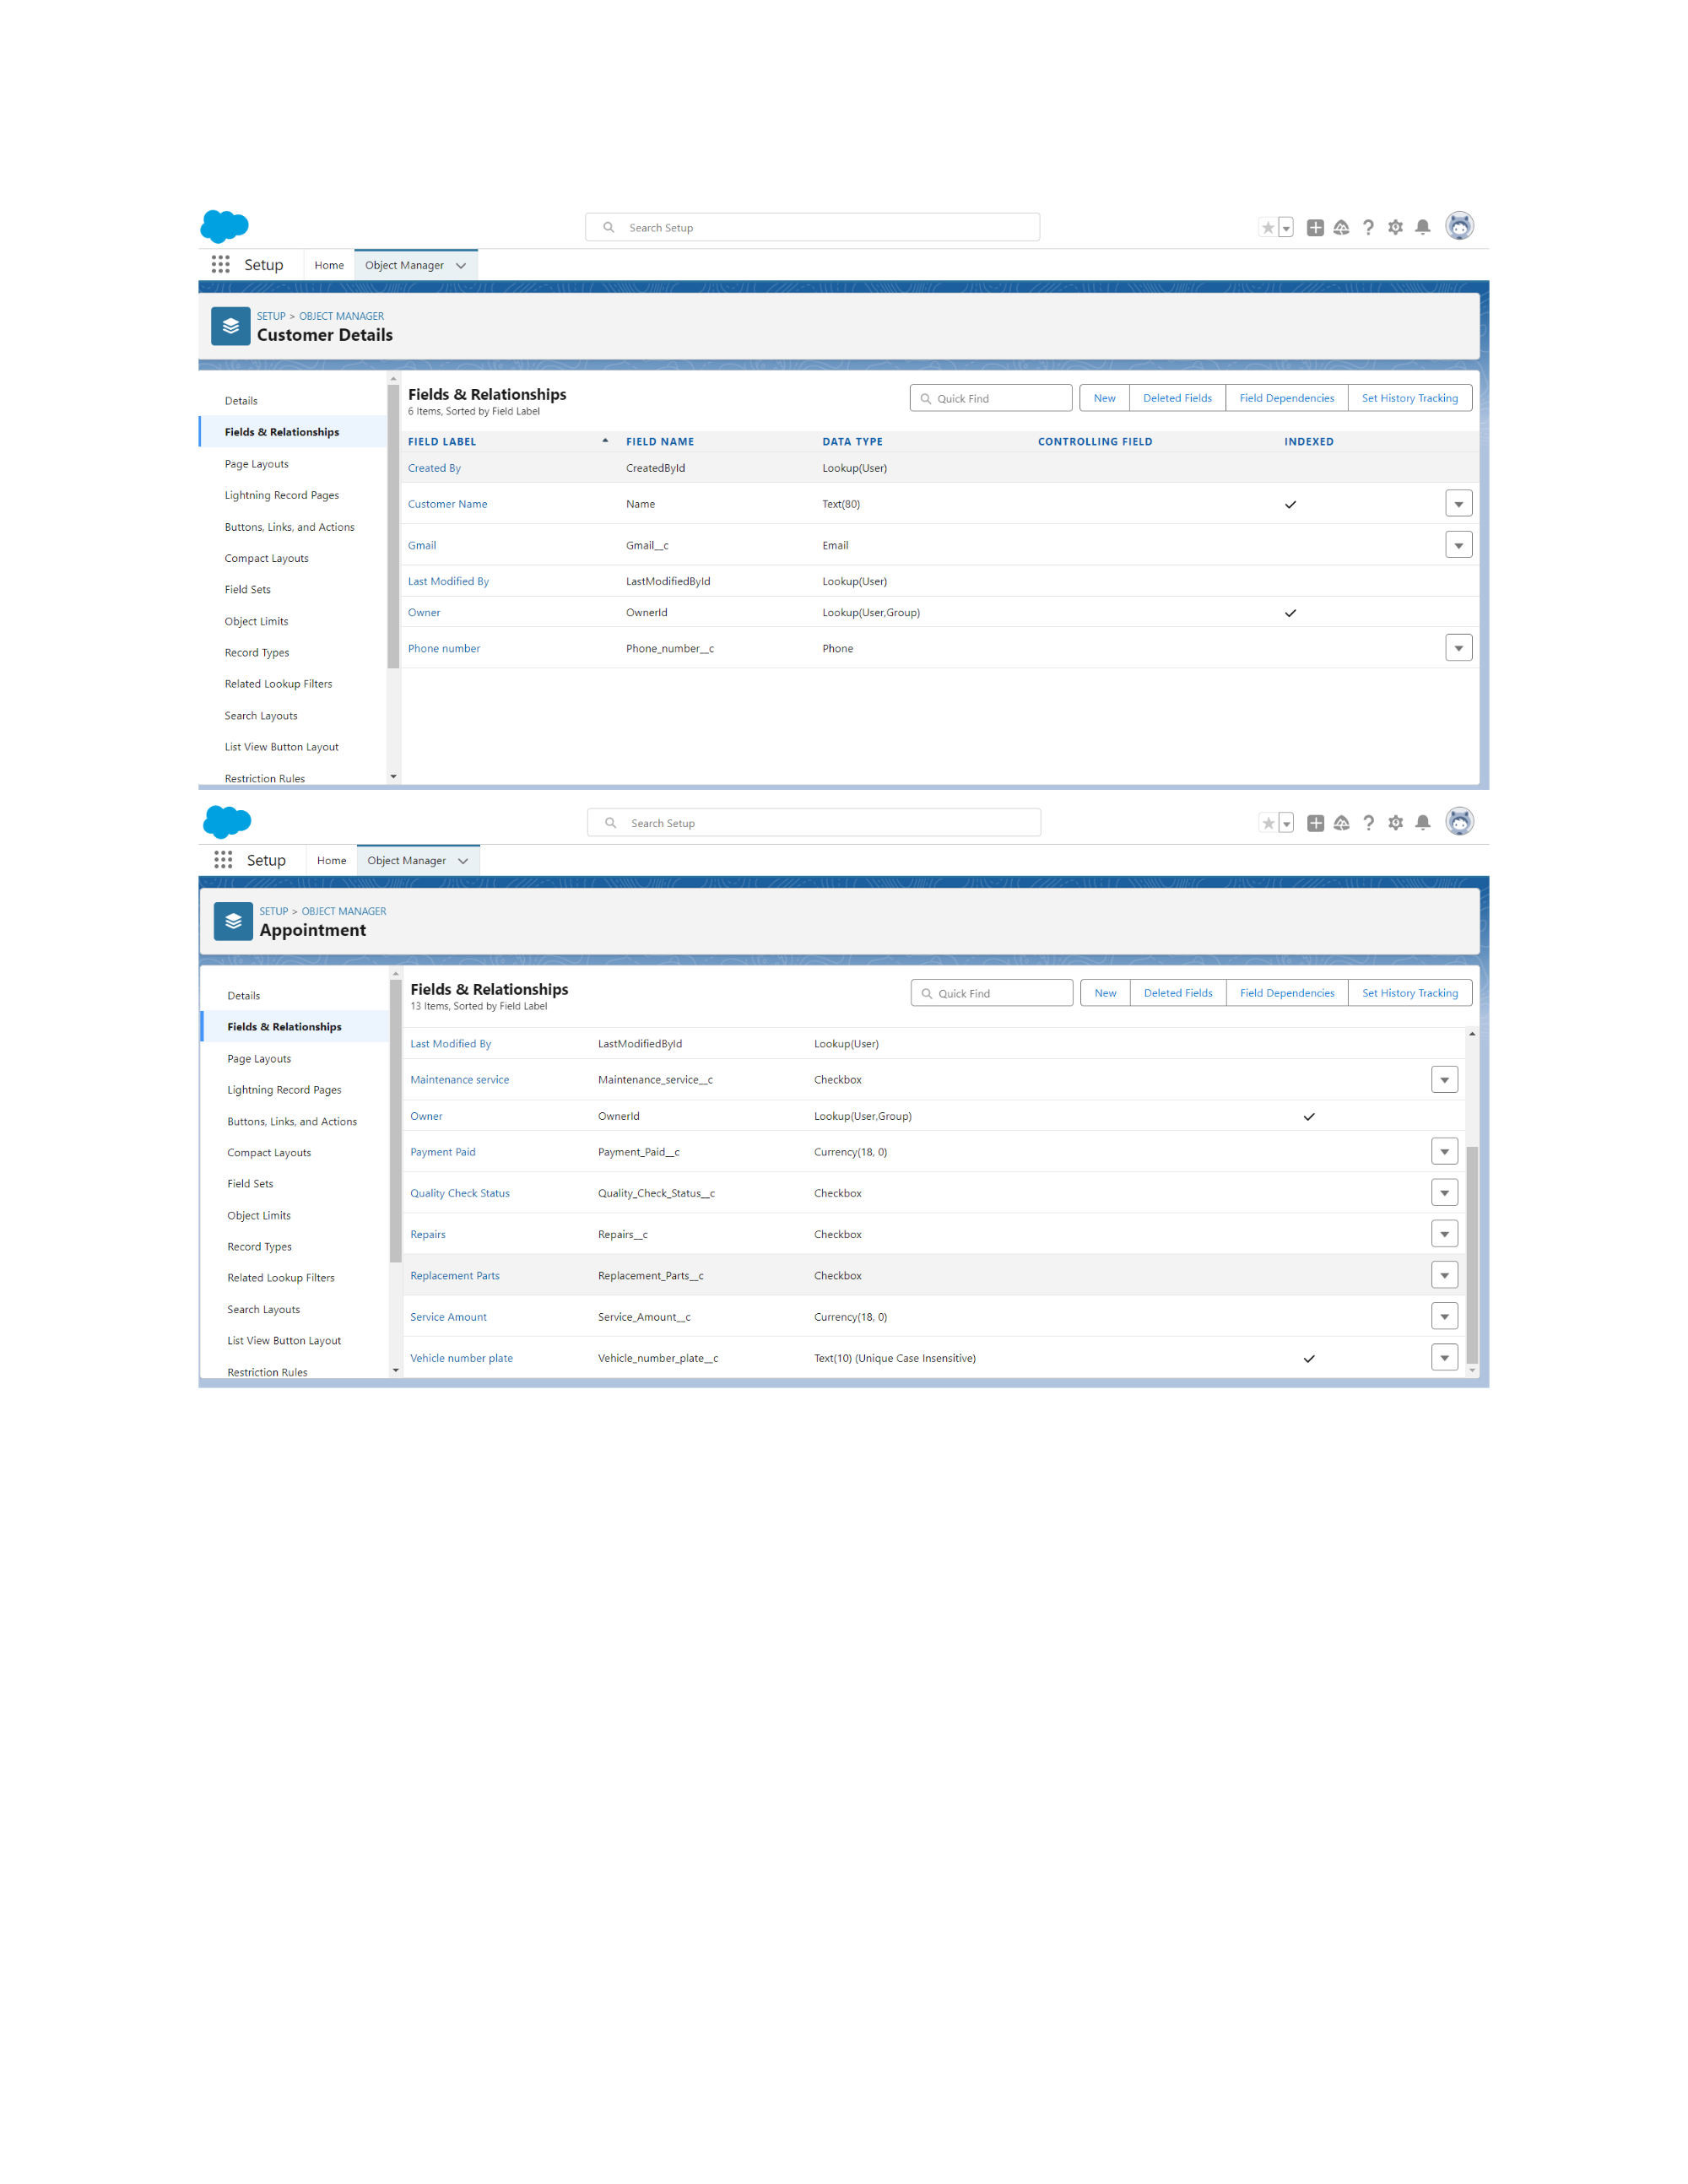 Search Setup
Setup Home Object Manager
SETUP > OBJECT MANAGER
Customer Details
Details
Fields & Relationships
Page Layouts
Lightning Record Pages
Buttons, Links, and Actions
Compact Layouts
Field Sets
Object Limits
Record Types
Related Lookup Filters
Search Layouts
List View Button Layout
Restriction Rules
Fields & Relationships
6 Items, Sorted by Field Label
Quick Find New Deleted Fields Field Dependencies Set History Tracking
FIELD LABEL FIELD NAME DATA TYPE CONTROLLING FIELD INDEXED
Created By CreatedById Lookup(User)
Customer Name Name Text(80)
Gmail Gmail__c Email
Last Modified By LastModifiedById Lookup(User)
Owner OwnerId Lookup(User,Group)
Phone number Phone_number__c Phone
Search Setup
Setup Home Object Manager
SETUP > OBJECT MANAGER
Appointment
Details
Fields & Relationships
Page Layouts
Lightning Record Pages
Buttons, Links, and Actions
Compact Layouts
Field Sets
Object Limits
Record Types
Related Lookup Filters
Search Layouts
List View Button Layout
Restriction Rules
Fields & Relationships
13 Items, Sorted by Field Label
Quick Find New Deleted Fields Field Dependencies Set History Tracking
Last Modified By LastModifiedById Lookup(User)
Maintenance service Maintenance_service__c Checkbox
Owner OwnerId Lookup(User,Group)
Payment Paid Payment_Paid__c Currency(18, 0)
Quality Check Status Quality_Check_Status__c Checkbox
Repairs Repairs__c Checkbox
Replacement Parts Replacement_Parts__c Checkbox
Service Amount Service_Amount__c Currency(18, 0)
Vehicle number plate Vehicle_number_plate__c Text(10) (Unique Case Insensitive)